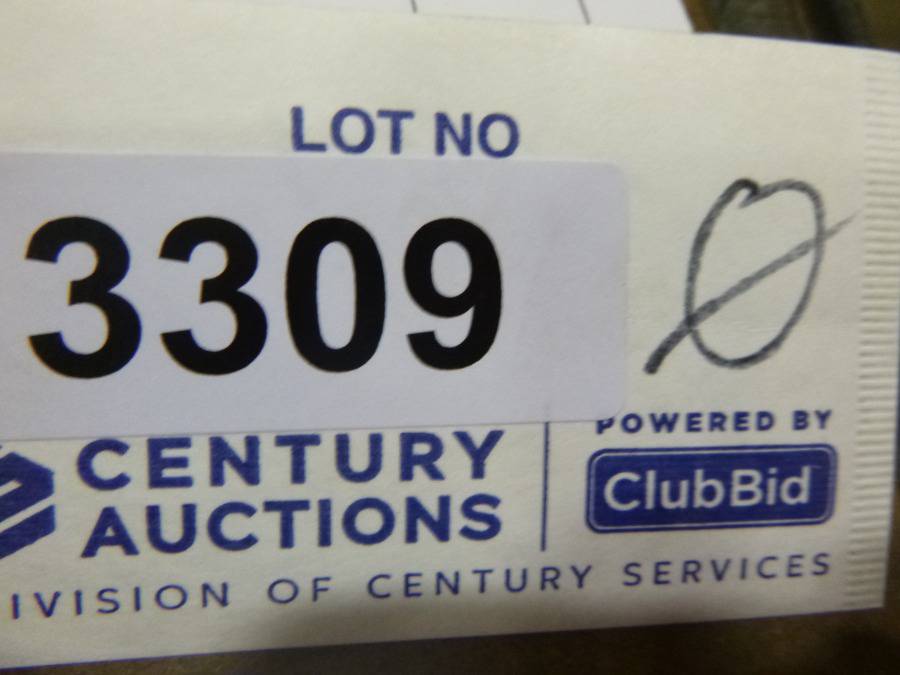 LOT NO
3309
Ø
CENTURY
AUCTIONS
POWERED BY
ClubBid
IVISION OF CENTURY SERVICES